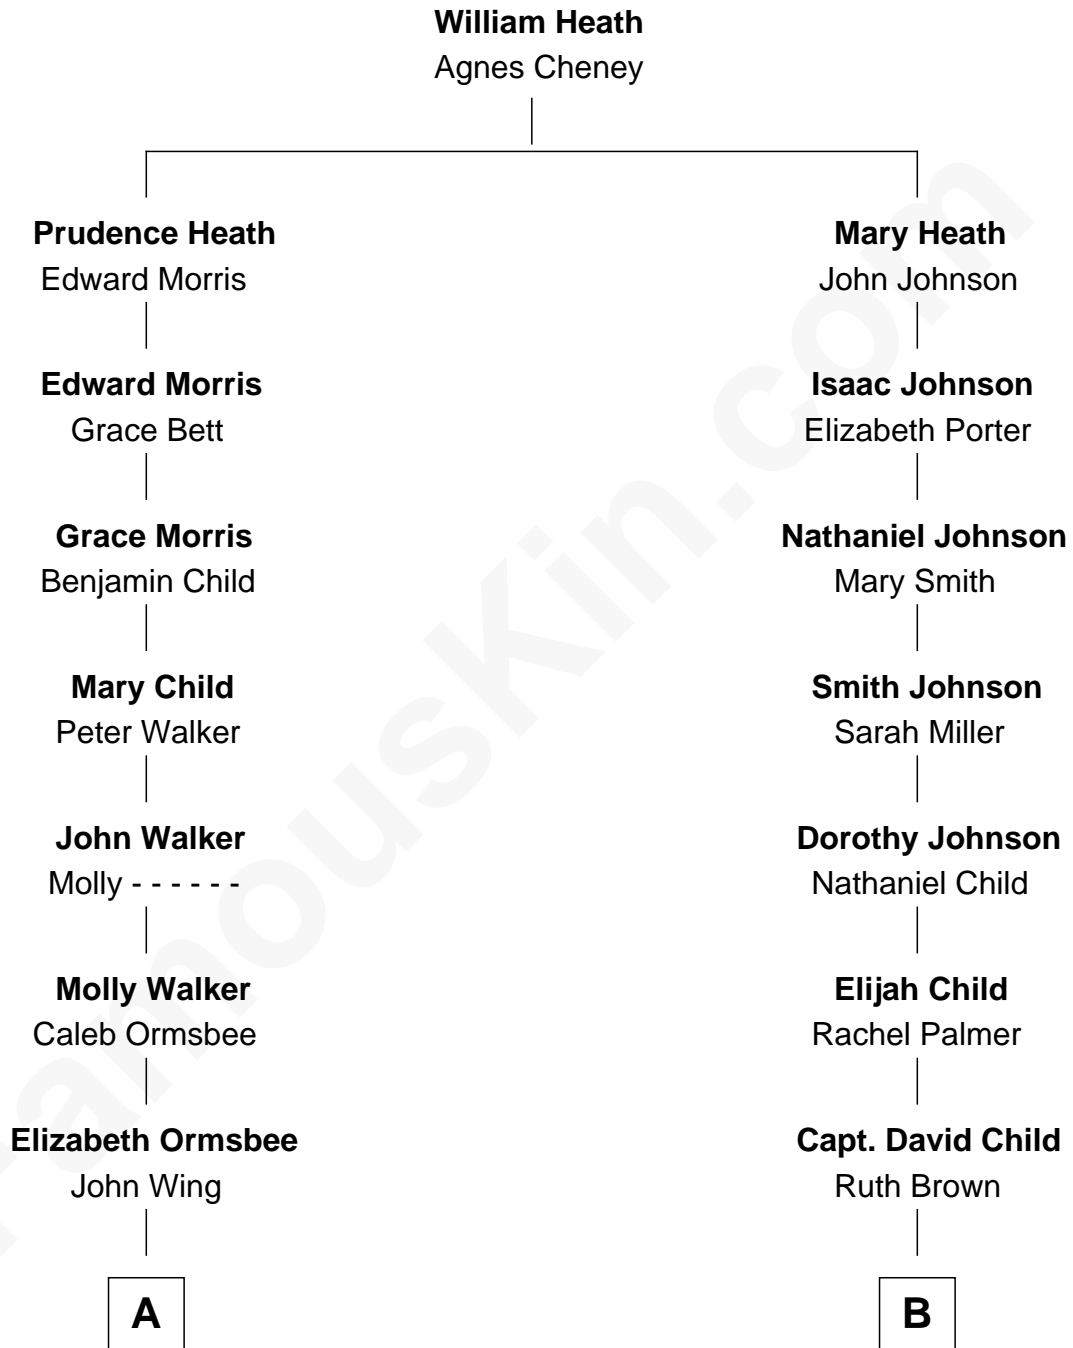 William Heath
Agnes Cheney
Prudence Heath
Edward Morris
Mary Heath
John Johnson
Edward Morris
Grace Bett
Isaac Johnson
Elizabeth Porter
Grace Morris
Benjamin Child
Nathaniel Johnson
Mary Smith
Mary Child
Peter Walker
Smith Johnson
Sarah Miller
John Walker
Molly - - - - - -
Dorothy Johnson
Nathaniel Child
Molly Walker
Caleb Ormsbee
Elijah Child
Rachel Palmer
Elizabeth Ormsbee
John Wing
Capt. David Child
Ruth Brown
A
B
FamousKin.com